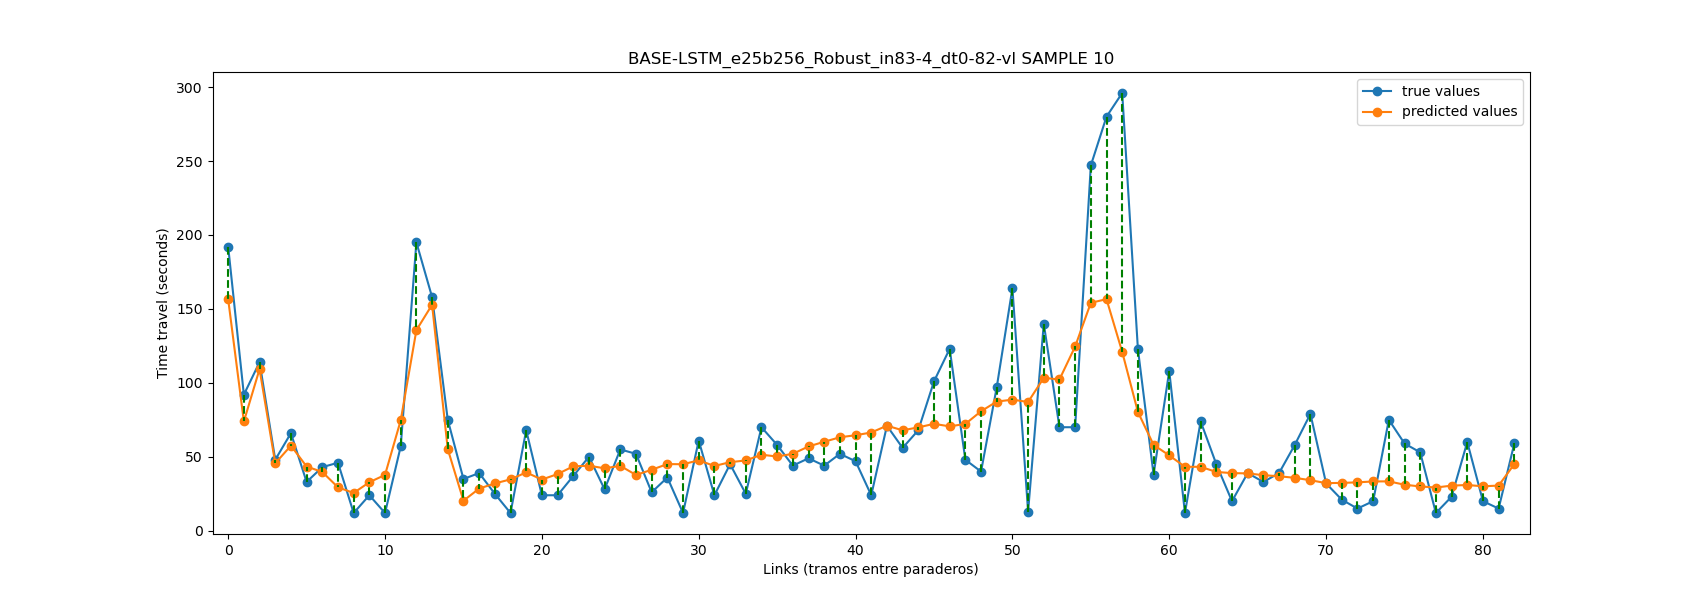 BASE-LSTM_e25b256_Robust_in83-4_dt0-82-vl SAMPLE 10
true values
predicted values
Time travel (seconds)
300
250
200
150
100
50
0
0 10 20 30 40 50 60 70 80
Links (tramos entre paraderos)